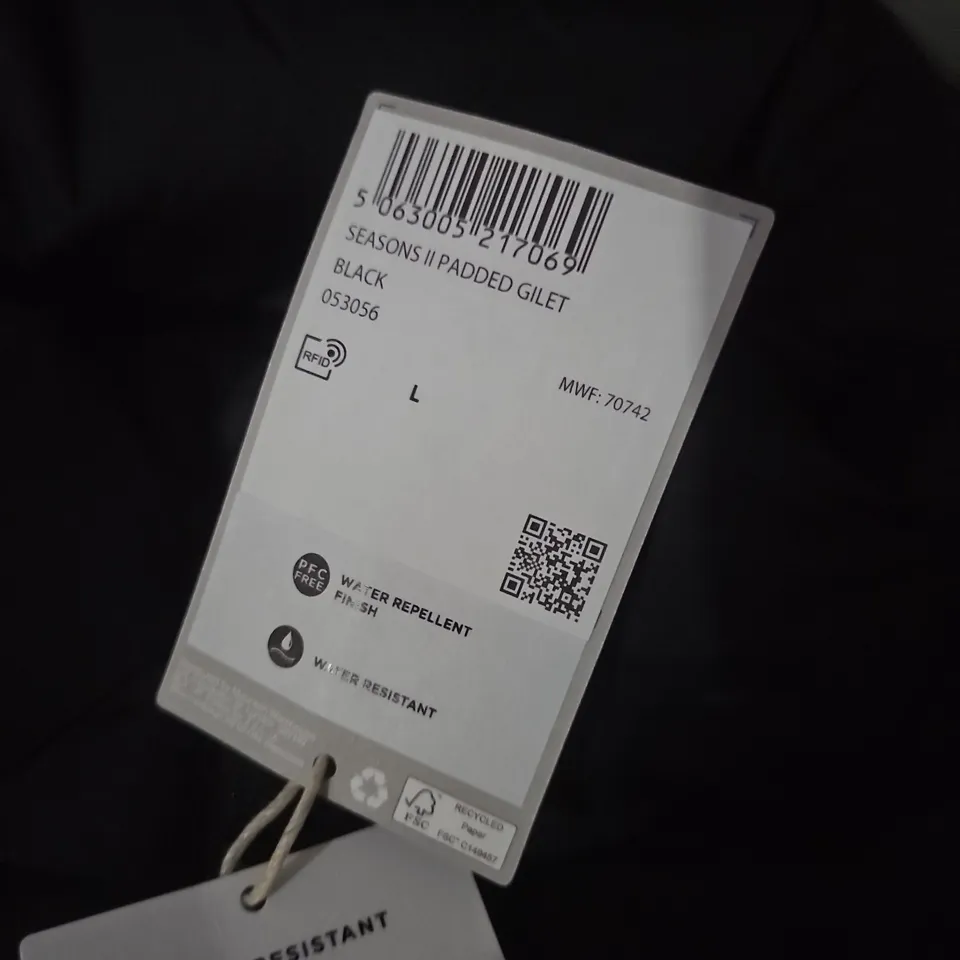 5 063005 217069
SEASONS II PADDED GILET
BLACK
053056
RFID
L
MWF: 70742
PFC
FREE
WATER REPELLENT
FINISH
WATER RESISTANT
FSC
RECYCLED
Paper
FSC® C149457
RESISTANT